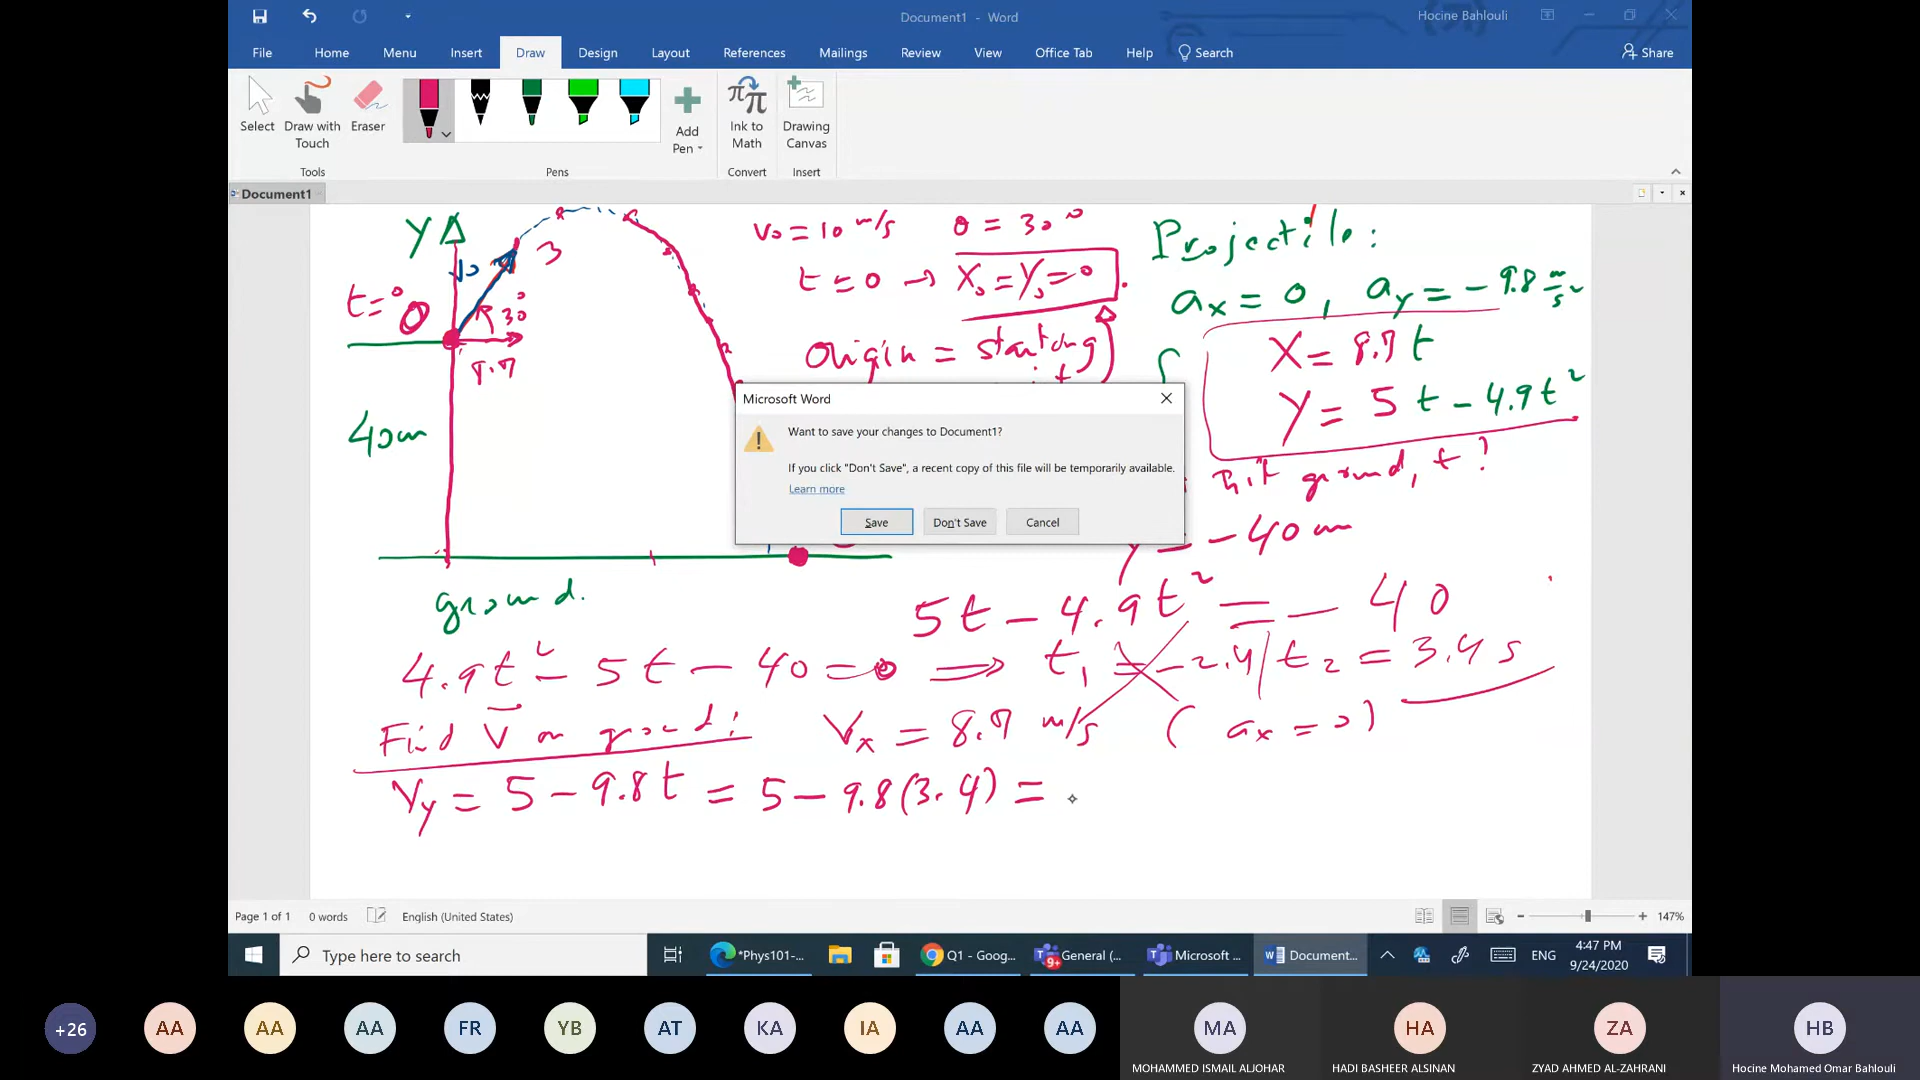 Document1 - Word
Hocine Bahlouli
File Home Menu Insert Draw Design Layout References Mailings Review View Office Tab Help Search Share
Select Draw with Touch Eraser Add Pen Ink to Math Drawing Canvas
Tools Pens Convert Insert
Document1
Y
t=0
0
V0
30°
8.7
40m
ground.
V0 = 10 m/s θ = 30°
t = 0 → X0 = Y0 = 0.
Origin = starting
Projectile:
ax = 0, ay = -9.8 m/s²
X = 8.7 t
Y = 5 t - 4.9 t²
hit ground, t?
Y = -40m
Microsoft Word
Want to save your changes to Document1?
If you click "Don't Save", a recent copy of this file will be temporarily available.
Learn more
Save Don't Save Cancel
5t - 4.9t² = -40
4.9t² - 5t - 40 = 0 ⇒ t1 = -2.4 / t2 = 3.4 s
Find V on ground: Vx = 8.7 m/s (ax = 0)
Vy = 5 - 9.8t = 5 - 9.8(3.4) =
Page 1 of 1 0 words English (United States) 147%
Type here to search *Phys101-... Q1 - Goog... General (... 9+ Microsoft ... Document... ENG 4:47 PM
9/24/2020
+26 AA AA AA FR YB AT KA IA AA AA MA HA ZA HB
MOHAMMED ISMAIL ALJOHAR HADI BASHEER ALSINAN ZYAD AHMED AL-ZAHRANI Hocine Mohamed Omar Bahlouli